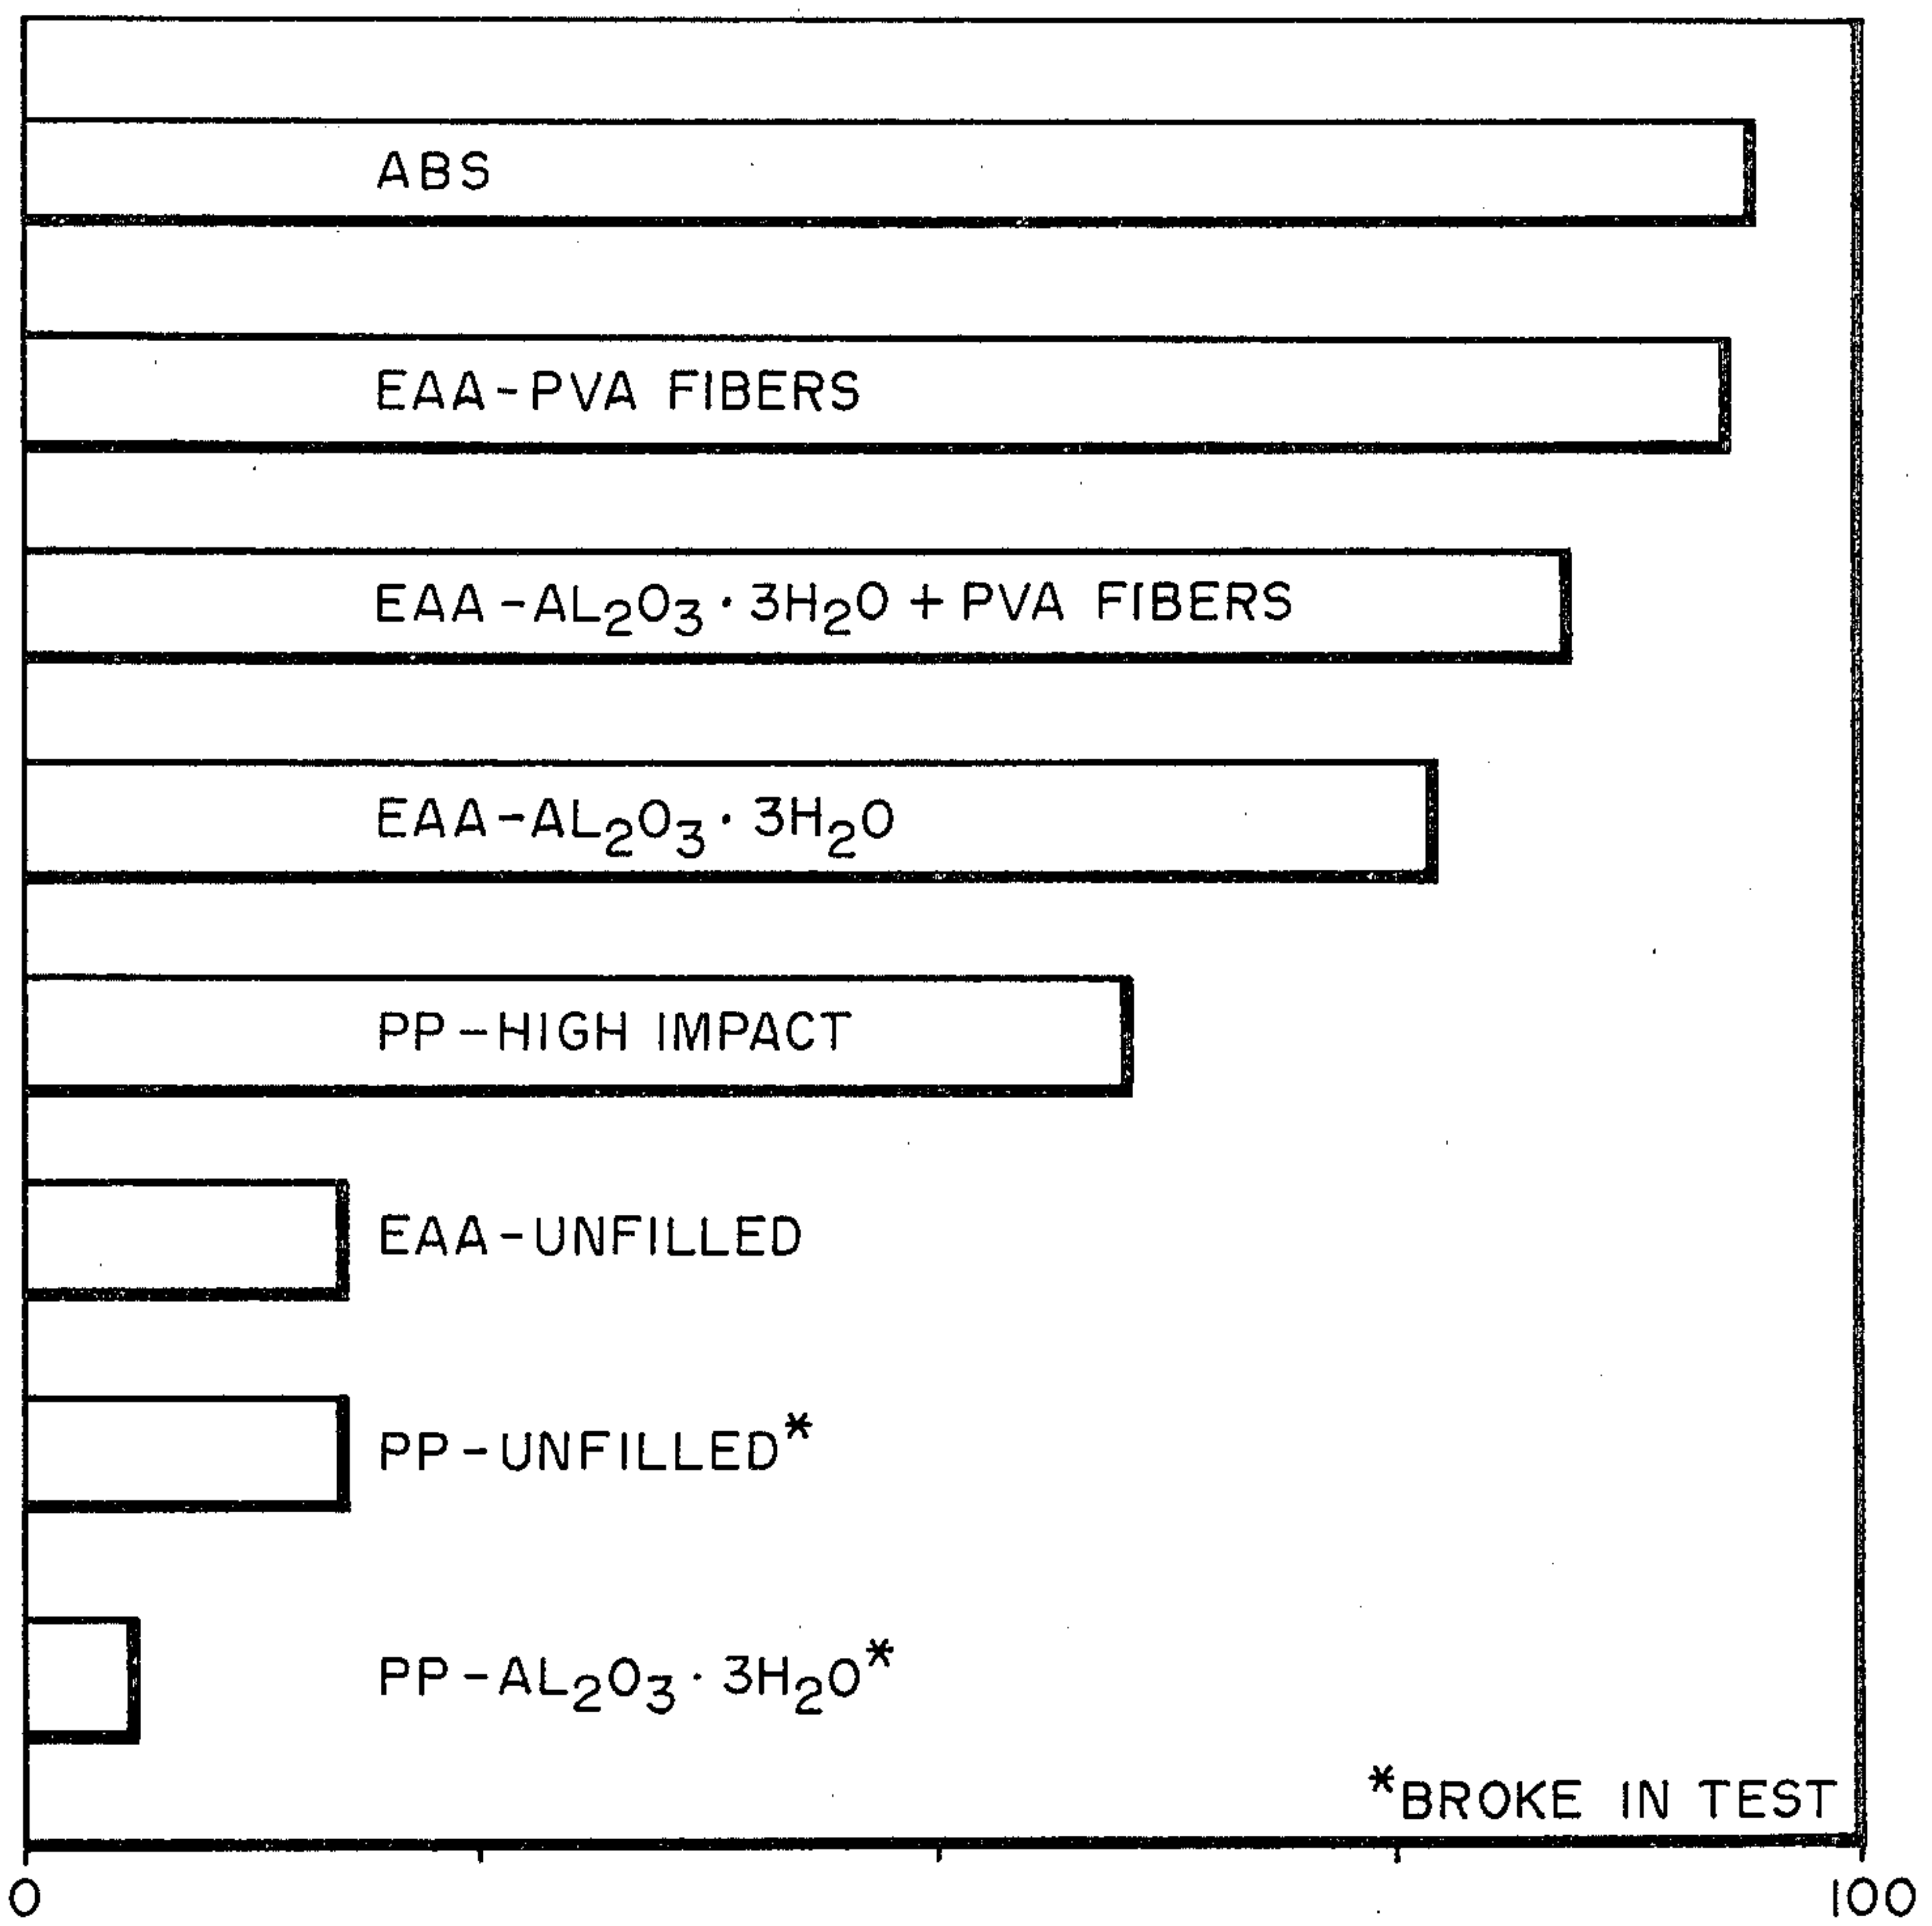 ABS
EAA-PVA FIBERS
EAA-AL₂O₃·3H₂O + PVA FIBERS
EAA-AL₂O₃·3H₂O
PP-HIGH IMPACT
EAA-UNFILLED
PP-UNFILLED*
PP-AL₂O₃·3H₂O*
*BROKE IN TEST
0 100